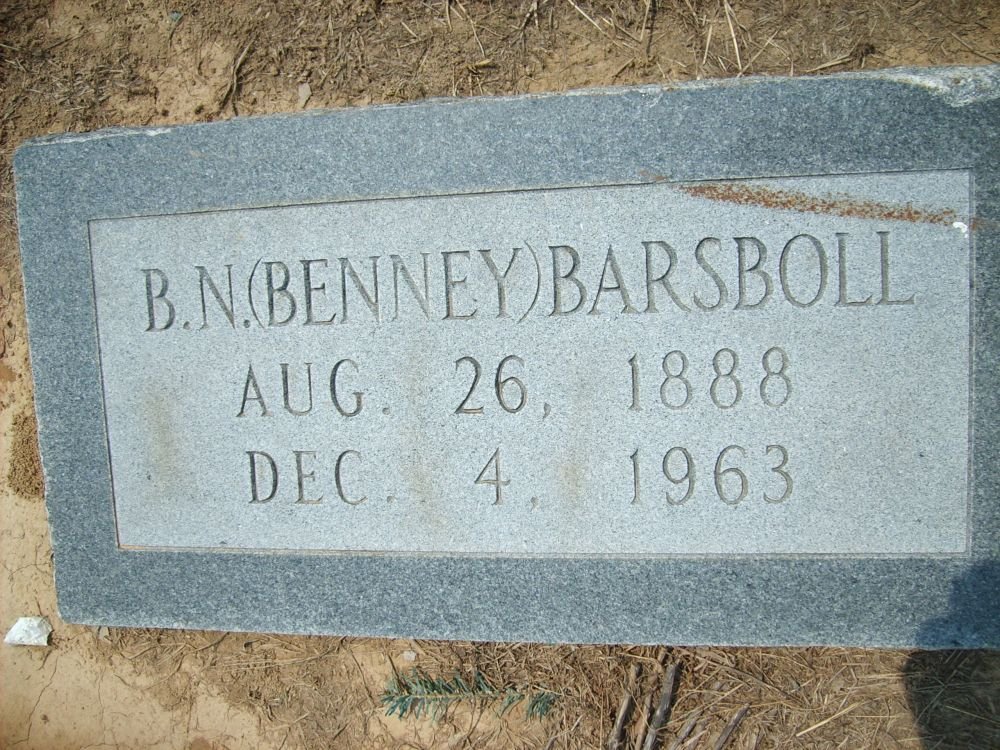 B.N.(BENNEY)BARSBOLL
AUG. 26, 1888
DEC. 4, 1963